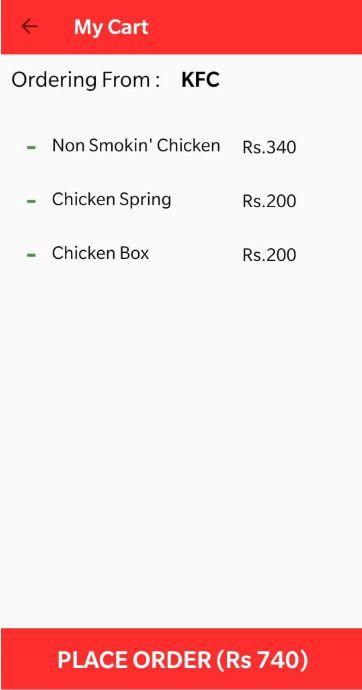 My Cart
Ordering From : KFC
- Non Smokin' Chicken Rs.340
- Chicken Spring Rs.200
- Chicken Box Rs.200
PLACE ORDER (Rs 740)